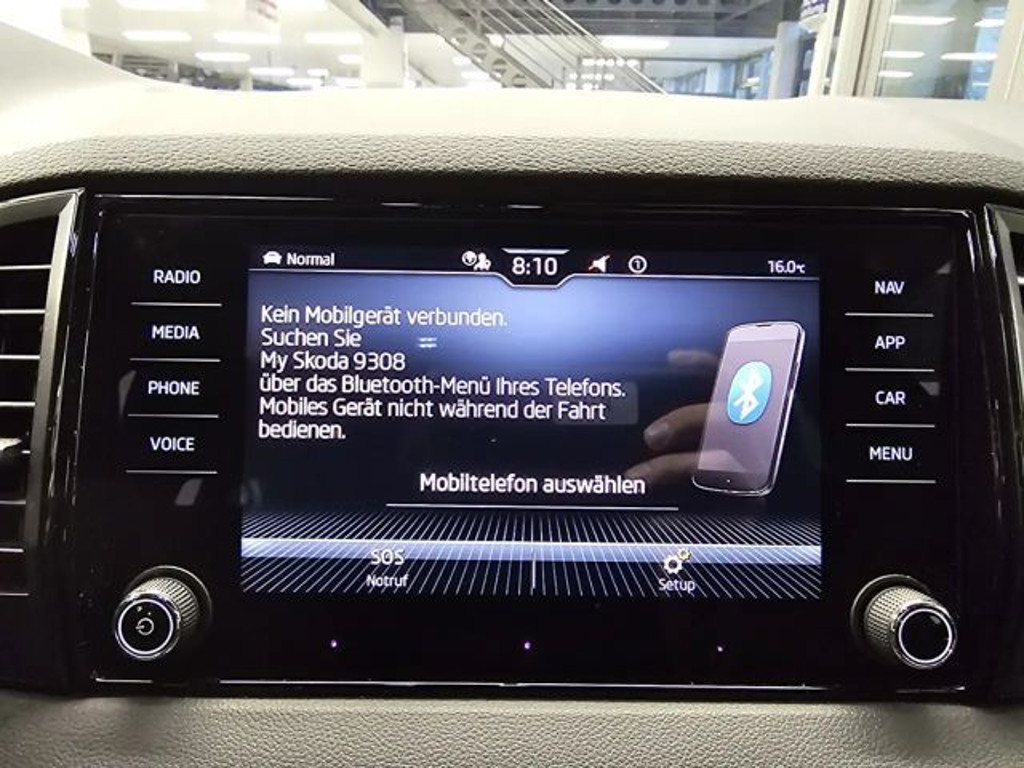 Normal
8:10
1
16.0°C
RADIO
MEDIA
PHONE
VOICE
Kein Mobilgerät verbunden.
Suchen Sie
My Skoda 9308
über das Bluetooth-Menü Ihres Telefons.
Mobiles Gerät nicht während der Fahrt
bedienen.
Mobiltelefon auswählen
SOS
Notruf
Setup
NAV
APP
CAR
MENU